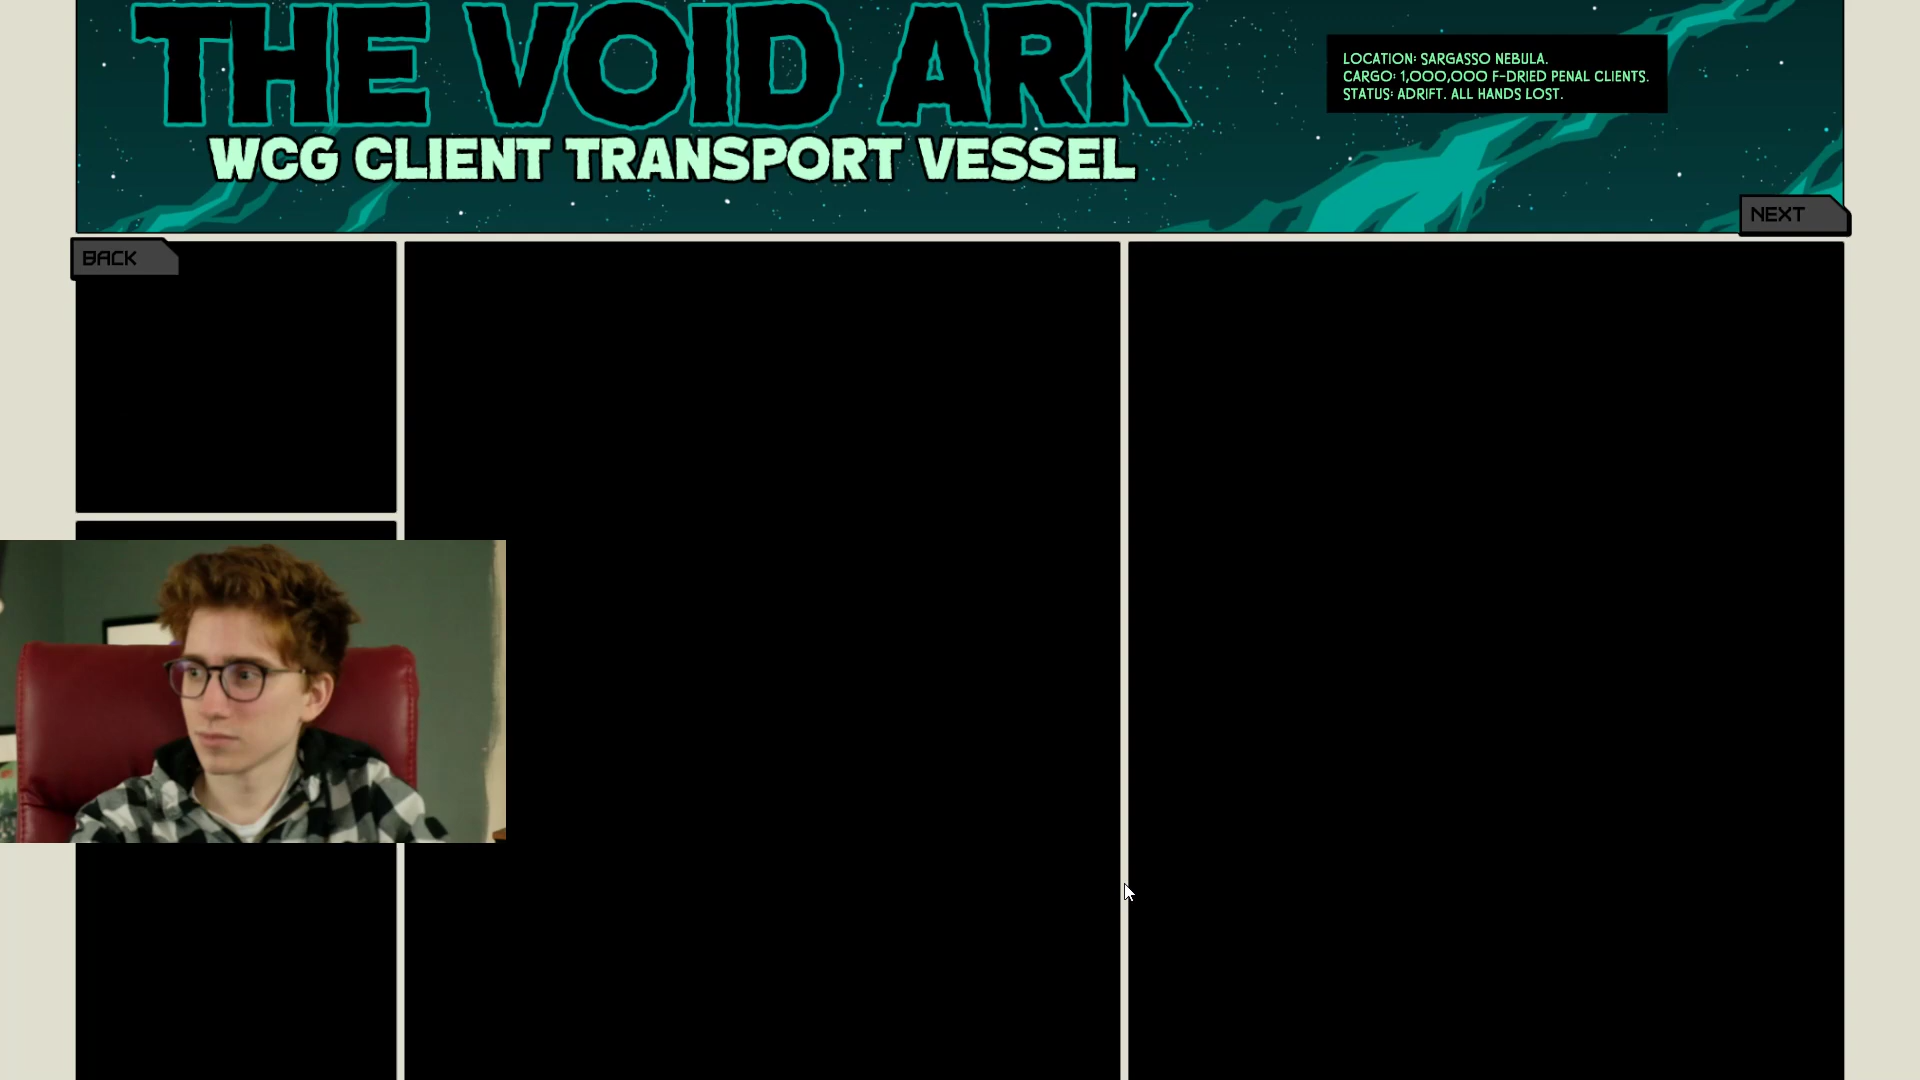 THE VOID ARK
WCG CLIENT TRANSPORT VESSEL
LOCATION: SARGASSO NEBULA.
CARGO: 1,000,000 F-DRIED PENAL CLIENTS.
STATUS: ADRIFT. ALL HANDS LOST.
NEXT
BACK